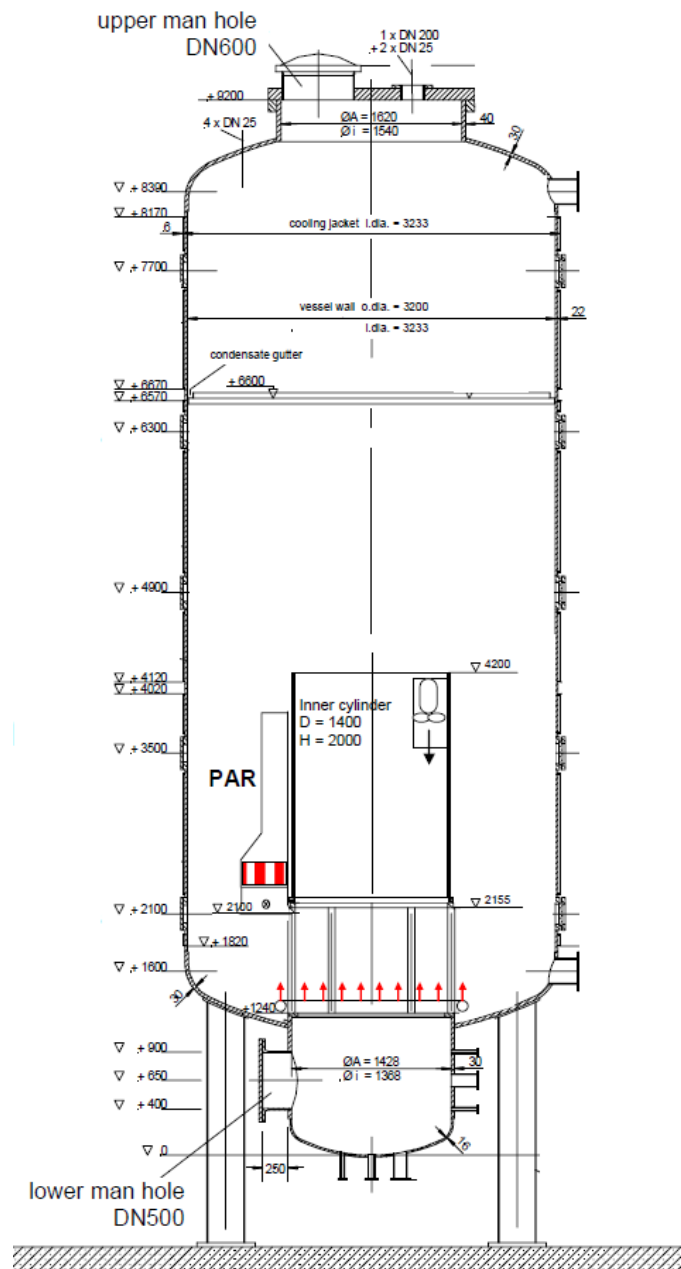 upper man hole
DN600
1 x DN 200
+ 2 x DN 25
+ 9200
ØA = 1620
Ø i = 1540
40
30
4 x DN 25
+ 8390
+ 8170
6
cooling jacket i.dia. = 3233
+ 7700
vessel wall o.dia. = 3200
i.dia. = 3233
22
condensate gutter
+ 6670
+ 6600
+ 6570
+ 6300
+ 4900
4200
+ 4120
+ 4020
Inner cylinder
D = 1400
H = 2000
+ 3500
PAR
2155
+ 2100
2100
+ 1820
+ 1600
30
+1240
+ 900
ØA = 1428
30
Ø i = 1368
+ 650
+ 400
16
0
250
lower man hole
DN500